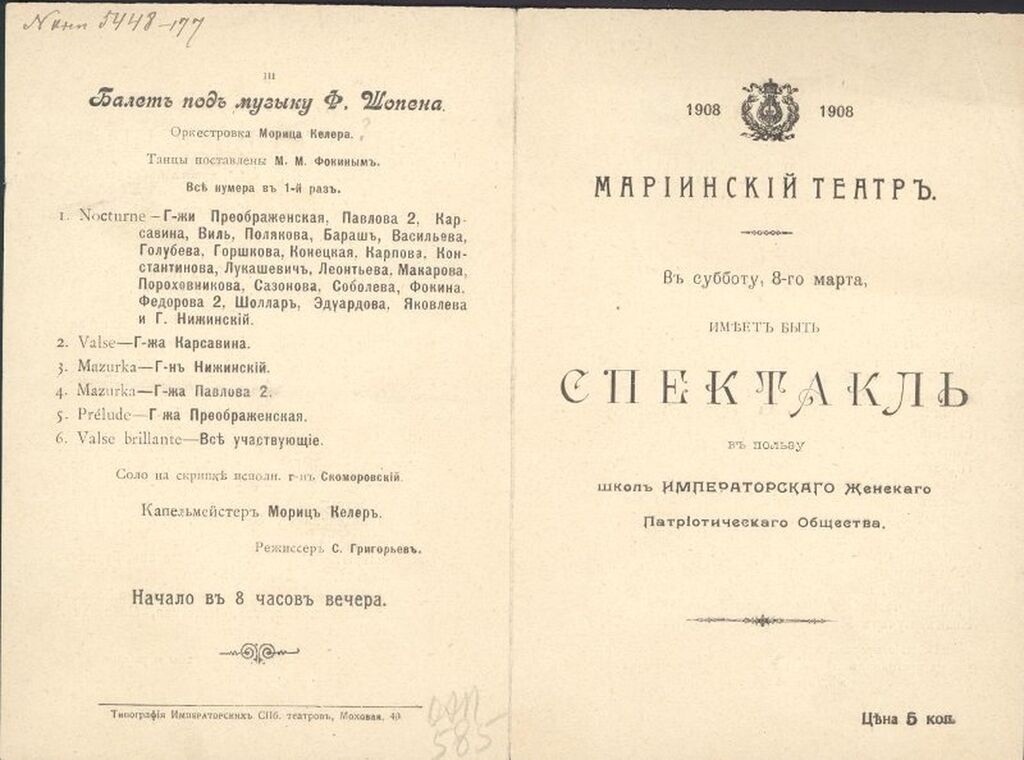 III
Балетъ подъ музыку Ф. Шопена.
Оркестровка Морица Келера.
Танцы поставлены М. М. Фокинымъ.
Всѣ нумера въ 1-й разъ.
1. Nocturne—Г-жи Преображенская, Павлова 2, Кар-
савина, Виль, Полякова, Барашъ, Васильева,
Голубева, Горшкова, Конецкая, Карпова, Кон-
стантинова, Лукашевичъ, Леонтьева, Макарова,
Пороховникова, Сазонова, Соболева, Фокина,
Федорова 2, Шолларъ, Эдуардова, Яковлева
и Г. Нижинскій.
2. Valse—Г-жа Карсавина.
3. Mazurka—Г-нъ Нижинскій.
4. Mazurka—Г-жа Павлова 2.
5. Prélude—Г-жа Преображенская.
6. Valse brillante—Всѣ участвующіе.
Соло на скрипкѣ исполн. г-нъ Скоморовскій.
Капельмейстеръ Морицъ Келеръ.
Режиссеръ С. Григорьевъ.
Начало въ 8 часовъ вечера.
Типографія Императорскихъ СПб. театровъ, Моховая, 40.
5448-177
585
1908 1908
МАРІИНСКІЙ ТЕАТРЪ.
Въ субботу, 8-го марта,
ИМѢЕТЪ БЫТЬ
СПЕКТАКЛЬ
въ пользу
школъ ИМПЕРАТОРСКАГО Женскаго
Патріотическаго Общества.
Цѣна 5 коп.